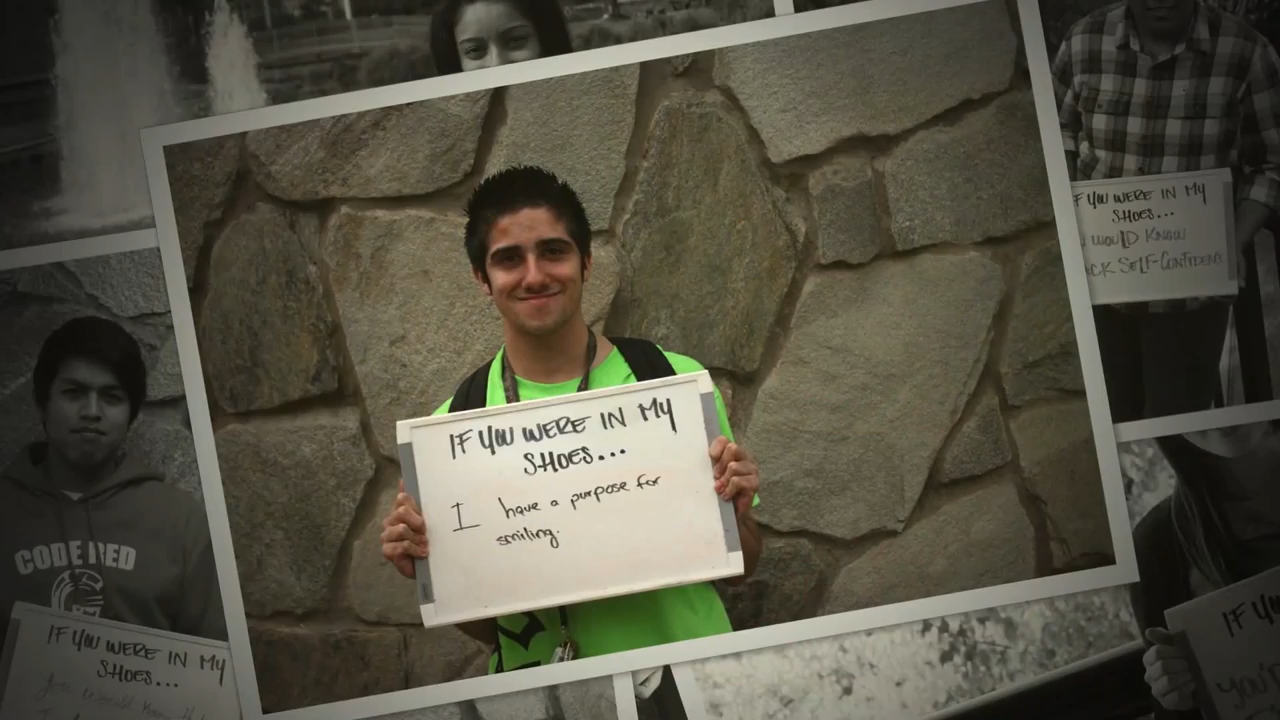 IF YOU WERE IN MY
SHOES...
I have a purpose for
smiling.
IF YOU WERE IN MY
SHOES...
WOULD KNOW
SELF-CONFIDENCE
CODE RED
IF YOU WERE IN MY
SHOES...
IF YOU